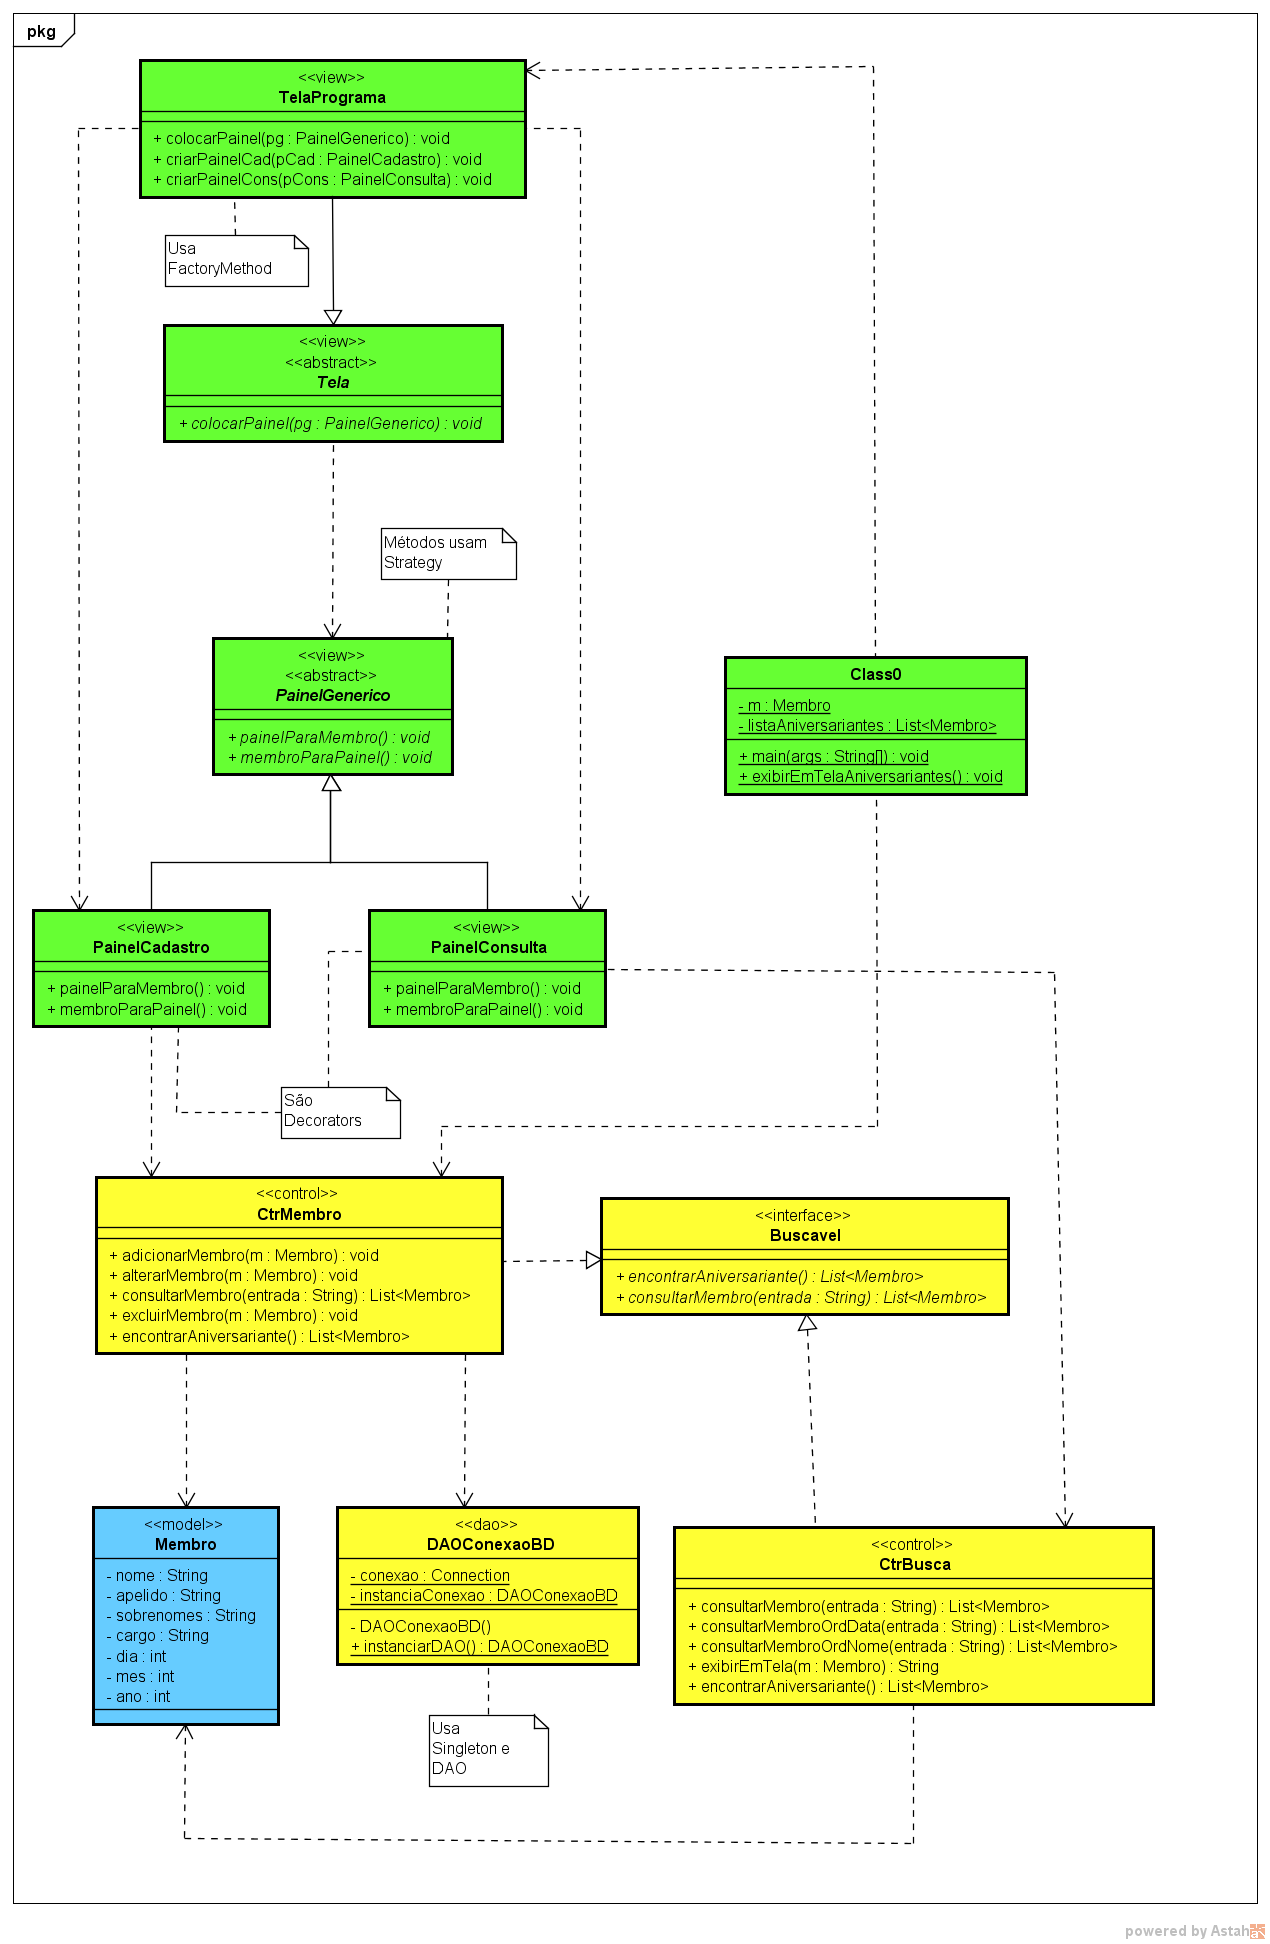 pkg
<<view>>
TelaPrograma
+ colocarPainel(pg : PainelGenerico) : void
+ criarPainelCad(pCad : PainelCadastro) : void
+ criarPainelCons(pCons : PainelConsulta) : void
Usa
FactoryMethod
<<view>>
<<abstract>>
Tela
+ colocarPainel(pg : PainelGenerico) : void
Métodos usam
Strategy
<<view>>
<<abstract>>
PainelGenerico
+ painelParaMembro() : void
+ membroParaPainel() : void
Class0
- m : Membro
- listaAniversariantes : List<Membro>
+ main(args : String[]) : void
+ exibirEmTelaAniversariantes() : void
<<view>>
PainelCadastro
+ painelParaMembro() : void
+ membroParaPainel() : void
<<view>>
PainelConsulta
+ painelParaMembro() : void
+ membroParaPainel() : void
São
Decorators
<<control>>
CtrMembro
+ adicionarMembro(m : Membro) : void
+ alterarMembro(m : Membro) : void
+ consultarMembro(entrada : String) : List<Membro>
+ excluirMembro(m : Membro) : void
+ encontrarAniversariante() : List<Membro>
<<interface>>
Buscavel
+ encontrarAniversariante() : List<Membro>
+ consultarMembro(entrada : String) : List<Membro>
<<model>>
Membro
- nome : String
- apelido : String
- sobrenomes : String
- cargo : String
- dia : int
- mes : int
- ano : int
<<dao>>
DAOConexaoBD
- conexao : Connection
- instanciaConexao : DAOConexaoBD
- DAOConexaoBD()
+ instanciarDAO() : DAOConexaoBD
<<control>>
CtrBusca
+ consultarMembro(entrada : String) : List<Membro>
+ consultarMembroOrdData(entrada : String) : List<Membro>
+ consultarMembroOrdNome(entrada : String) : List<Membro>
+ exibirEmTela(m : Membro) : String
+ encontrarAniversariante() : List<Membro>
Usa
Singleton e
DAO
powered by Astah